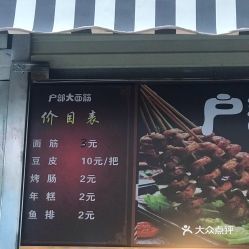 户部大面筋
价目表
面筋 3元
豆皮 10元/把
烤肠 2元
年糕 2元
鱼排 2元
户
大众点评